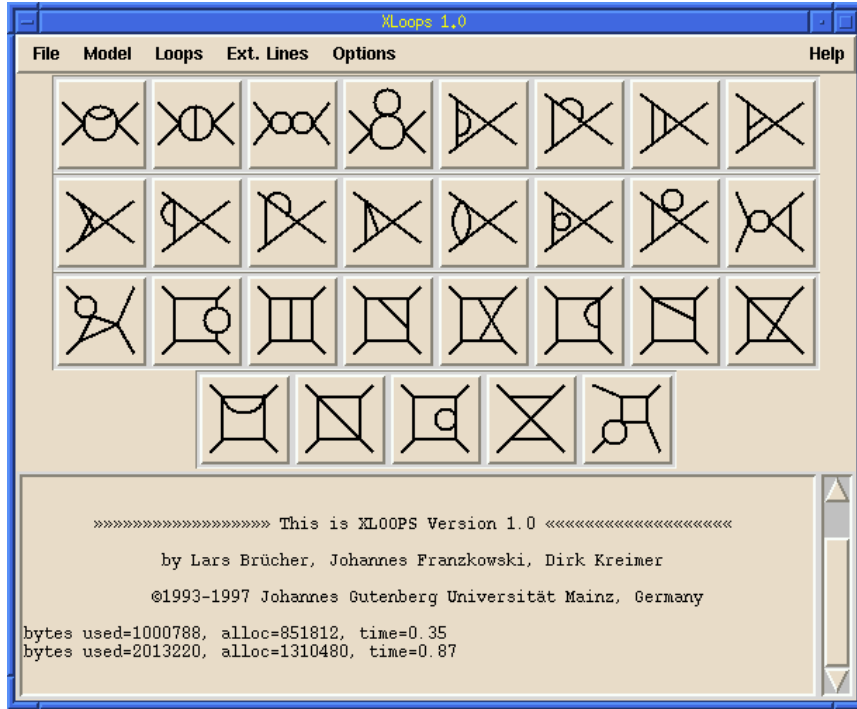 XLoops 1.0
File Model Loops Ext. Lines Options Help
»»»»»»»»»»»»»»»»»»» This is XLOOPS Version 1.0 «««««««««««««««««««
by Lars Brücher, Johannes Franzkowski, Dirk Kreimer
©1993-1997 Johannes Gutenberg Universität Mainz, Germany
bytes used=1000788, alloc=851812, time=0.35
bytes used=2013220, alloc=1310480, time=0.87